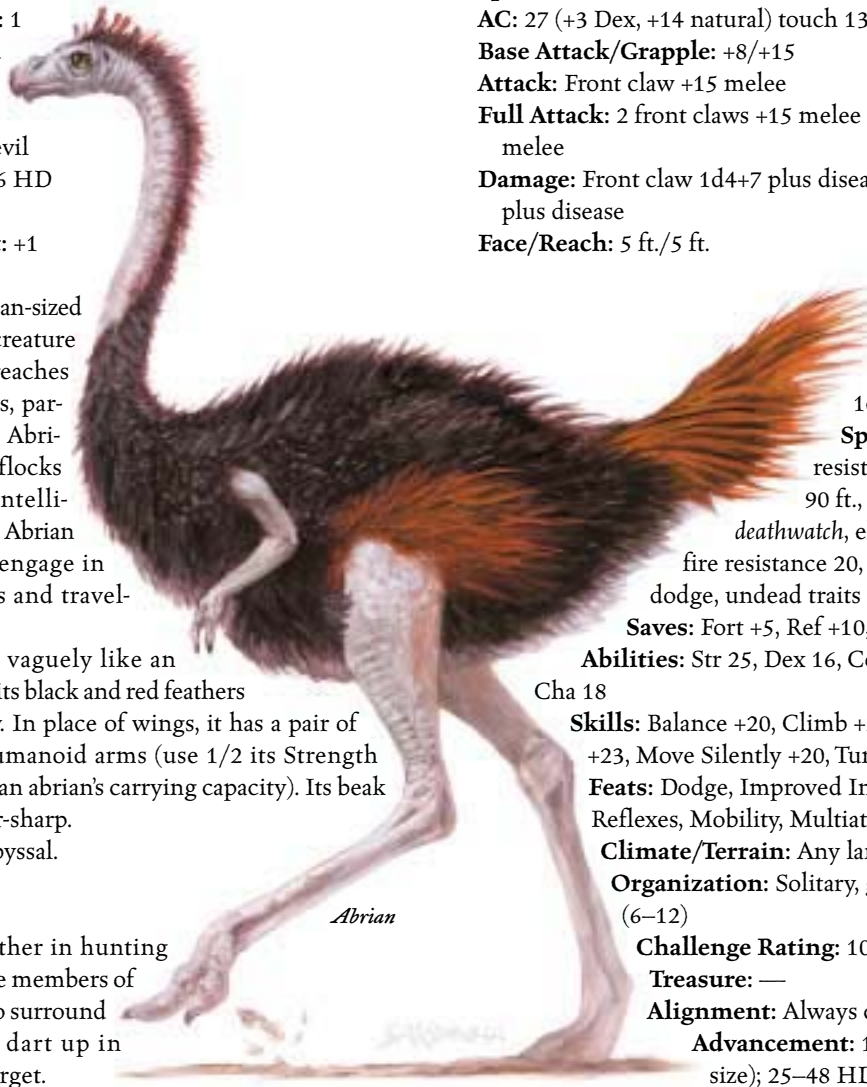 : 1
evil
6 HD
: +1
an-sized
creature
reaches
s, par-
Abri-
flocks
ntelli-
Abrian
engage in
s and travel-
vaguely like an
its black and red feathers
. In place of wings, it has a pair of
umanoid arms (use 1/2 its Strength
an abrian’s carrying capacity). Its beak
r-sharp.
byssal.
ther in hunting
e members of
o surround
dart up in
rget.
Abrian
AC: 27 (+3 Dex, +14 natural) touch 13
Base Attack/Grapple: +8/+15
Attack: Front claw +15 melee
Full Attack: 2 front claws +15 melee
melee
Damage: Front claw 1d4+7 plus disea
plus disease
Face/Reach: 5 ft./5 ft.
Sp
resist
90 ft.,
deathwatch, e
fire resistance 20,
dodge, undead traits
Saves: Fort +5, Ref +10,
Abilities: Str 25, Dex 16, Co
Cha 18
Skills: Balance +20, Climb +
+23, Move Silently +20, Tu
Feats: Dodge, Improved In
Reflexes, Mobility, Multiat
Climate/Terrain: Any la
Organization: Solitary,
(6–12)
Challenge Rating: 10
Treasure: —
Alignment: Always
Advancement: 1
size); 25–48 H